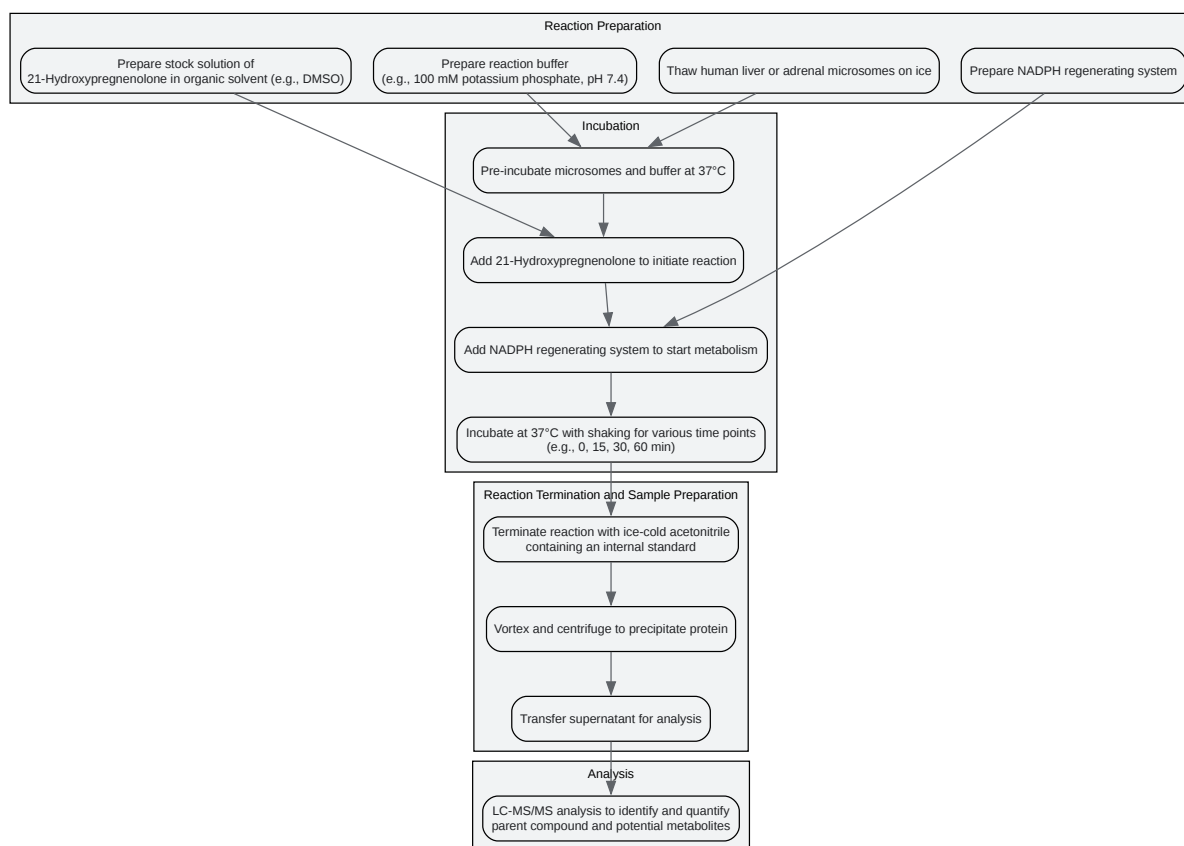 Reaction Preparation
Prepare stock solution of
21-Hydroxypregnenolone in organic solvent (e.g., DMSO)
Prepare reaction buffer
(e.g., 100 mM potassium phosphate, pH 7.4)
Thaw human liver or adrenal microsomes on ice
Prepare NADPH regenerating system
Incubation
Pre-incubate microsomes and buffer at 37°C
Add 21-Hydroxypregnenolone to initiate reaction
Add NADPH regenerating system to start metabolism
Incubate at 37°C with shaking for various time points
(e.g., 0, 15, 30, 60 min)
Reaction Termination and Sample Preparation
Terminate reaction with ice-cold acetonitrile
containing an internal standard
Vortex and centrifuge to precipitate protein
Transfer supernatant for analysis
Analysis
LC-MS/MS analysis to identify and quantify
parent compound and potential metabolites